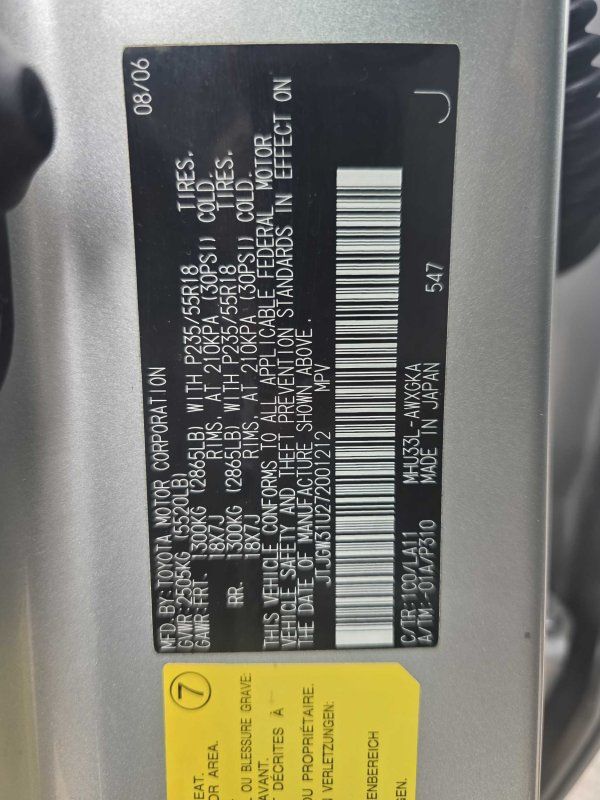 MFD.BY:TOYOTA MOTOR CORPORATION 08/06
GVWR:2505KG (5520LB)
GAWR:FRT. 1300KG (2865LB) WITH P235/55R18 TIRES,
18X7J RIMS, AT 210KPA (30PSI) COLD.
RR. 1300KG (2865LB) WITH P235/55R18 TIRES,
18X7J RIMS, AT 210KPA (30PSI) COLD.
THIS VEHICLE CONFORMS TO ALL APPLICABLE FEDERAL MOTOR
VEHICLE SAFETY AND THEFT PREVENTION STANDARDS IN EFFECT ON
THE DATE OF MANUFACTURE SHOWN ABOVE.
JTJGW31U272001212 MPV
C/TR:1C0/LA11 MHU33L-AWXGKA
A/TM:-01A/P310 MADE IN JAPAN 547
J
7
EAT.
OR AREA.
OU BLESSURE GRAVE:
AVANT.
DÉCRITES À
U PROPRIÉTAIRE.
N VERLETZUNGEN:
ENBEREICH
GEN.